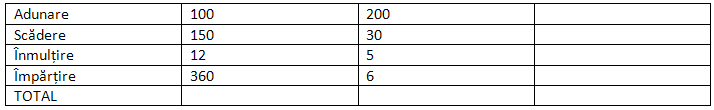 Adunare 100 200
Scădere 150 30
Înmulțire 12 5
Împărțire 360 6
TOTAL